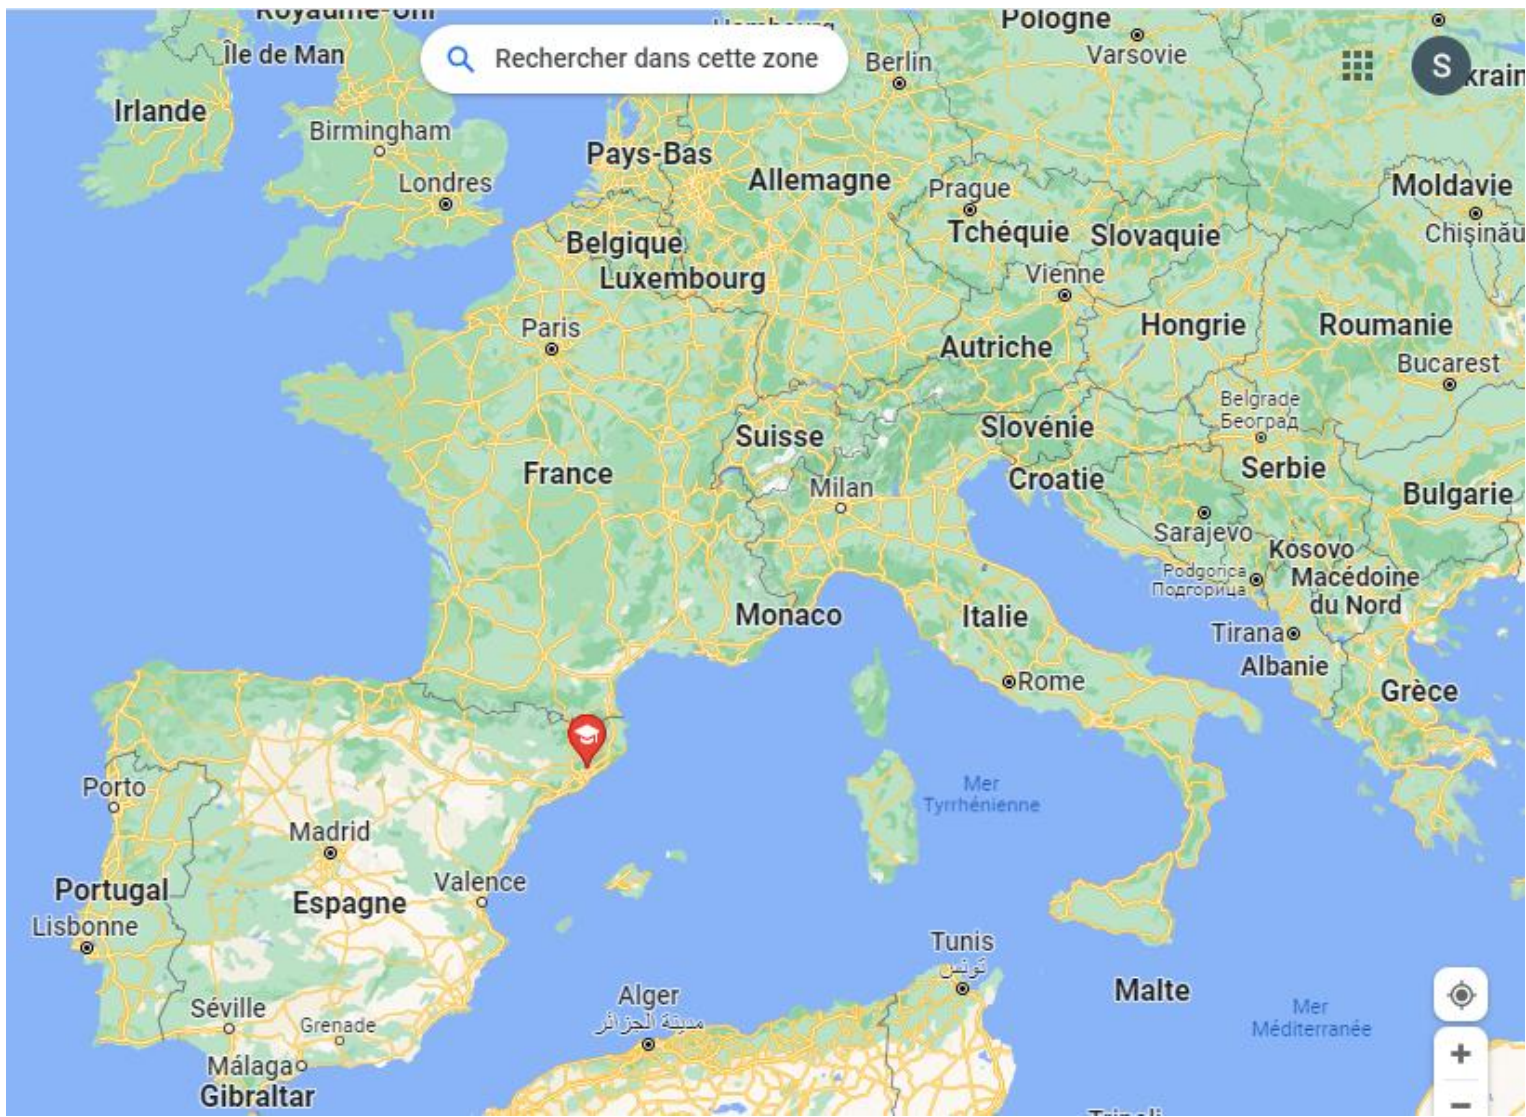 Royaume-Uni
Hambourg
Pologne
Île de Man
Rechercher dans cette zone
Berlin
Varsovie
S
krain
Irlande
Birmingham
Pays-Bas
Londres
Allemagne
Prague
Moldavie
Belgique
Tchéquie
Slovaquie
Chișinău
Luxembourg
Vienne
Paris
Hongrie
Roumanie
Autriche
Bucarest
Belgrade
Београд
Suisse
Slovénie
France
Milan
Croatie
Serbie
Bulgarie
Sarajevo
Kosovo
Podgorica
Подгорица
Macédoine
du Nord
Monaco
Italie
Tirana
Albanie
Rome
Grèce
Porto
Mer
Tyrrhénienne
Madrid
Valence
Portugal
Espagne
Lisbonne
Tunis
تونس
Malte
Alger
مدينة الجزائر
Séville
Grenade
Mer
Méditerranée
Málaga
Gibraltar
Tripoli